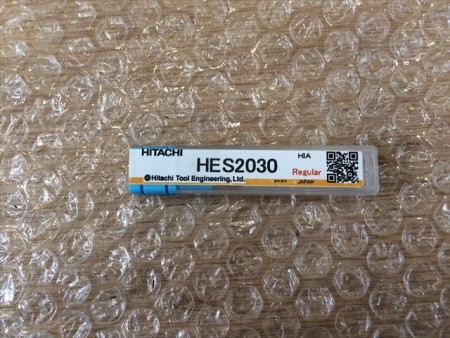 HITACHI
HES2030
HIA
Regular
Hitachi Tool Engineering, Ltd.
JAPAN